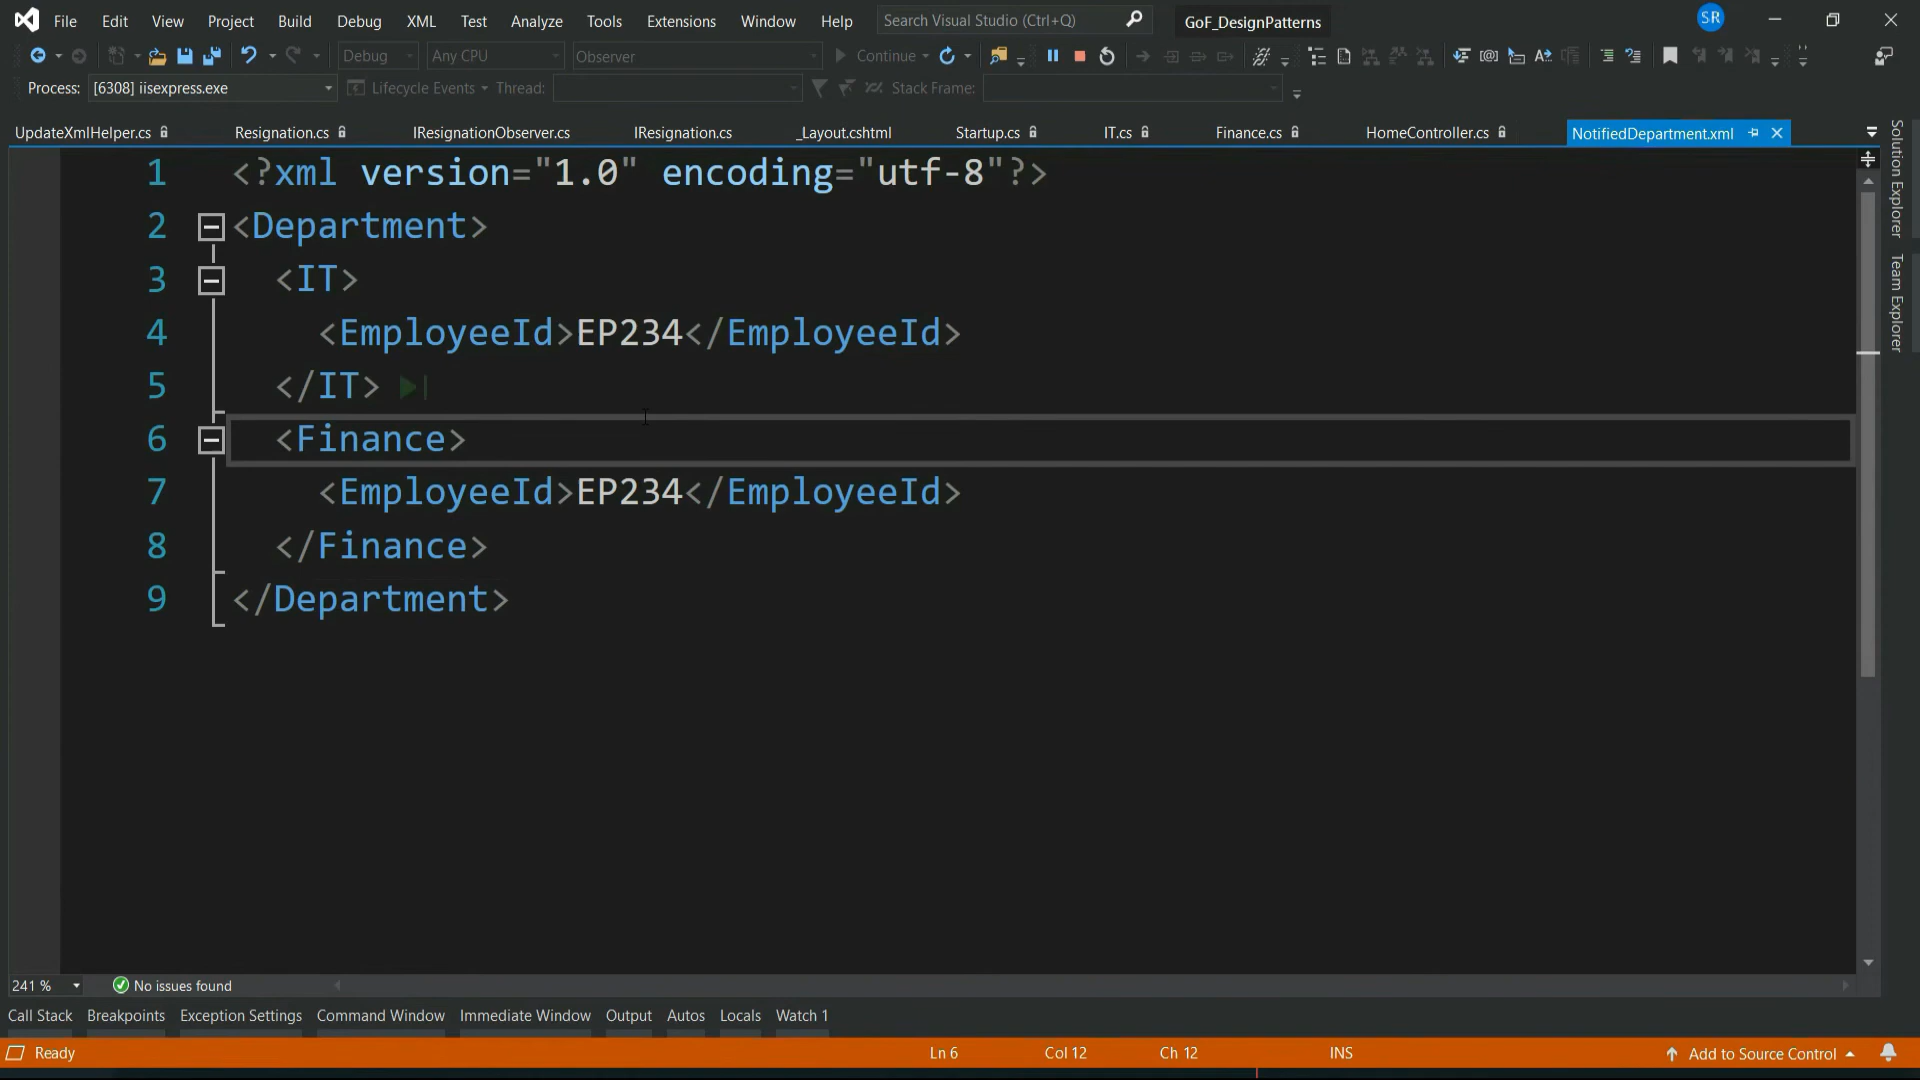 File Edit View Project Build Debug XML Test Analyze Tools Extensions Window Help Search Visual Studio (Ctrl+Q) GoF_DesignPatterns SR
Debug Any CPU Observer Continue
Process: [6308] iisexpress.exe Lifecycle Events Thread: Stack Frame:
UpdateXmlHelper.cs Resignation.cs IResignationObserver.cs IResignation.cs _Layout.cshtml Startup.cs IT.cs Finance.cs HomeController.cs NotifiedDepartment.xml
1 <?xml version="1.0" encoding="utf-8"?>
2 <Department>
3 <IT>
4 <EmployeeId>EP234</EmployeeId>
5 </IT>
6 <Finance>
7 <EmployeeId>EP234</EmployeeId>
8 </Finance>
9 </Department>
Solution Explorer
Team Explorer
241 % No issues found
Call Stack Breakpoints Exception Settings Command Window Immediate Window Output Autos Locals Watch 1
Ready Ln 6 Col 12 Ch 12 INS Add to Source Control